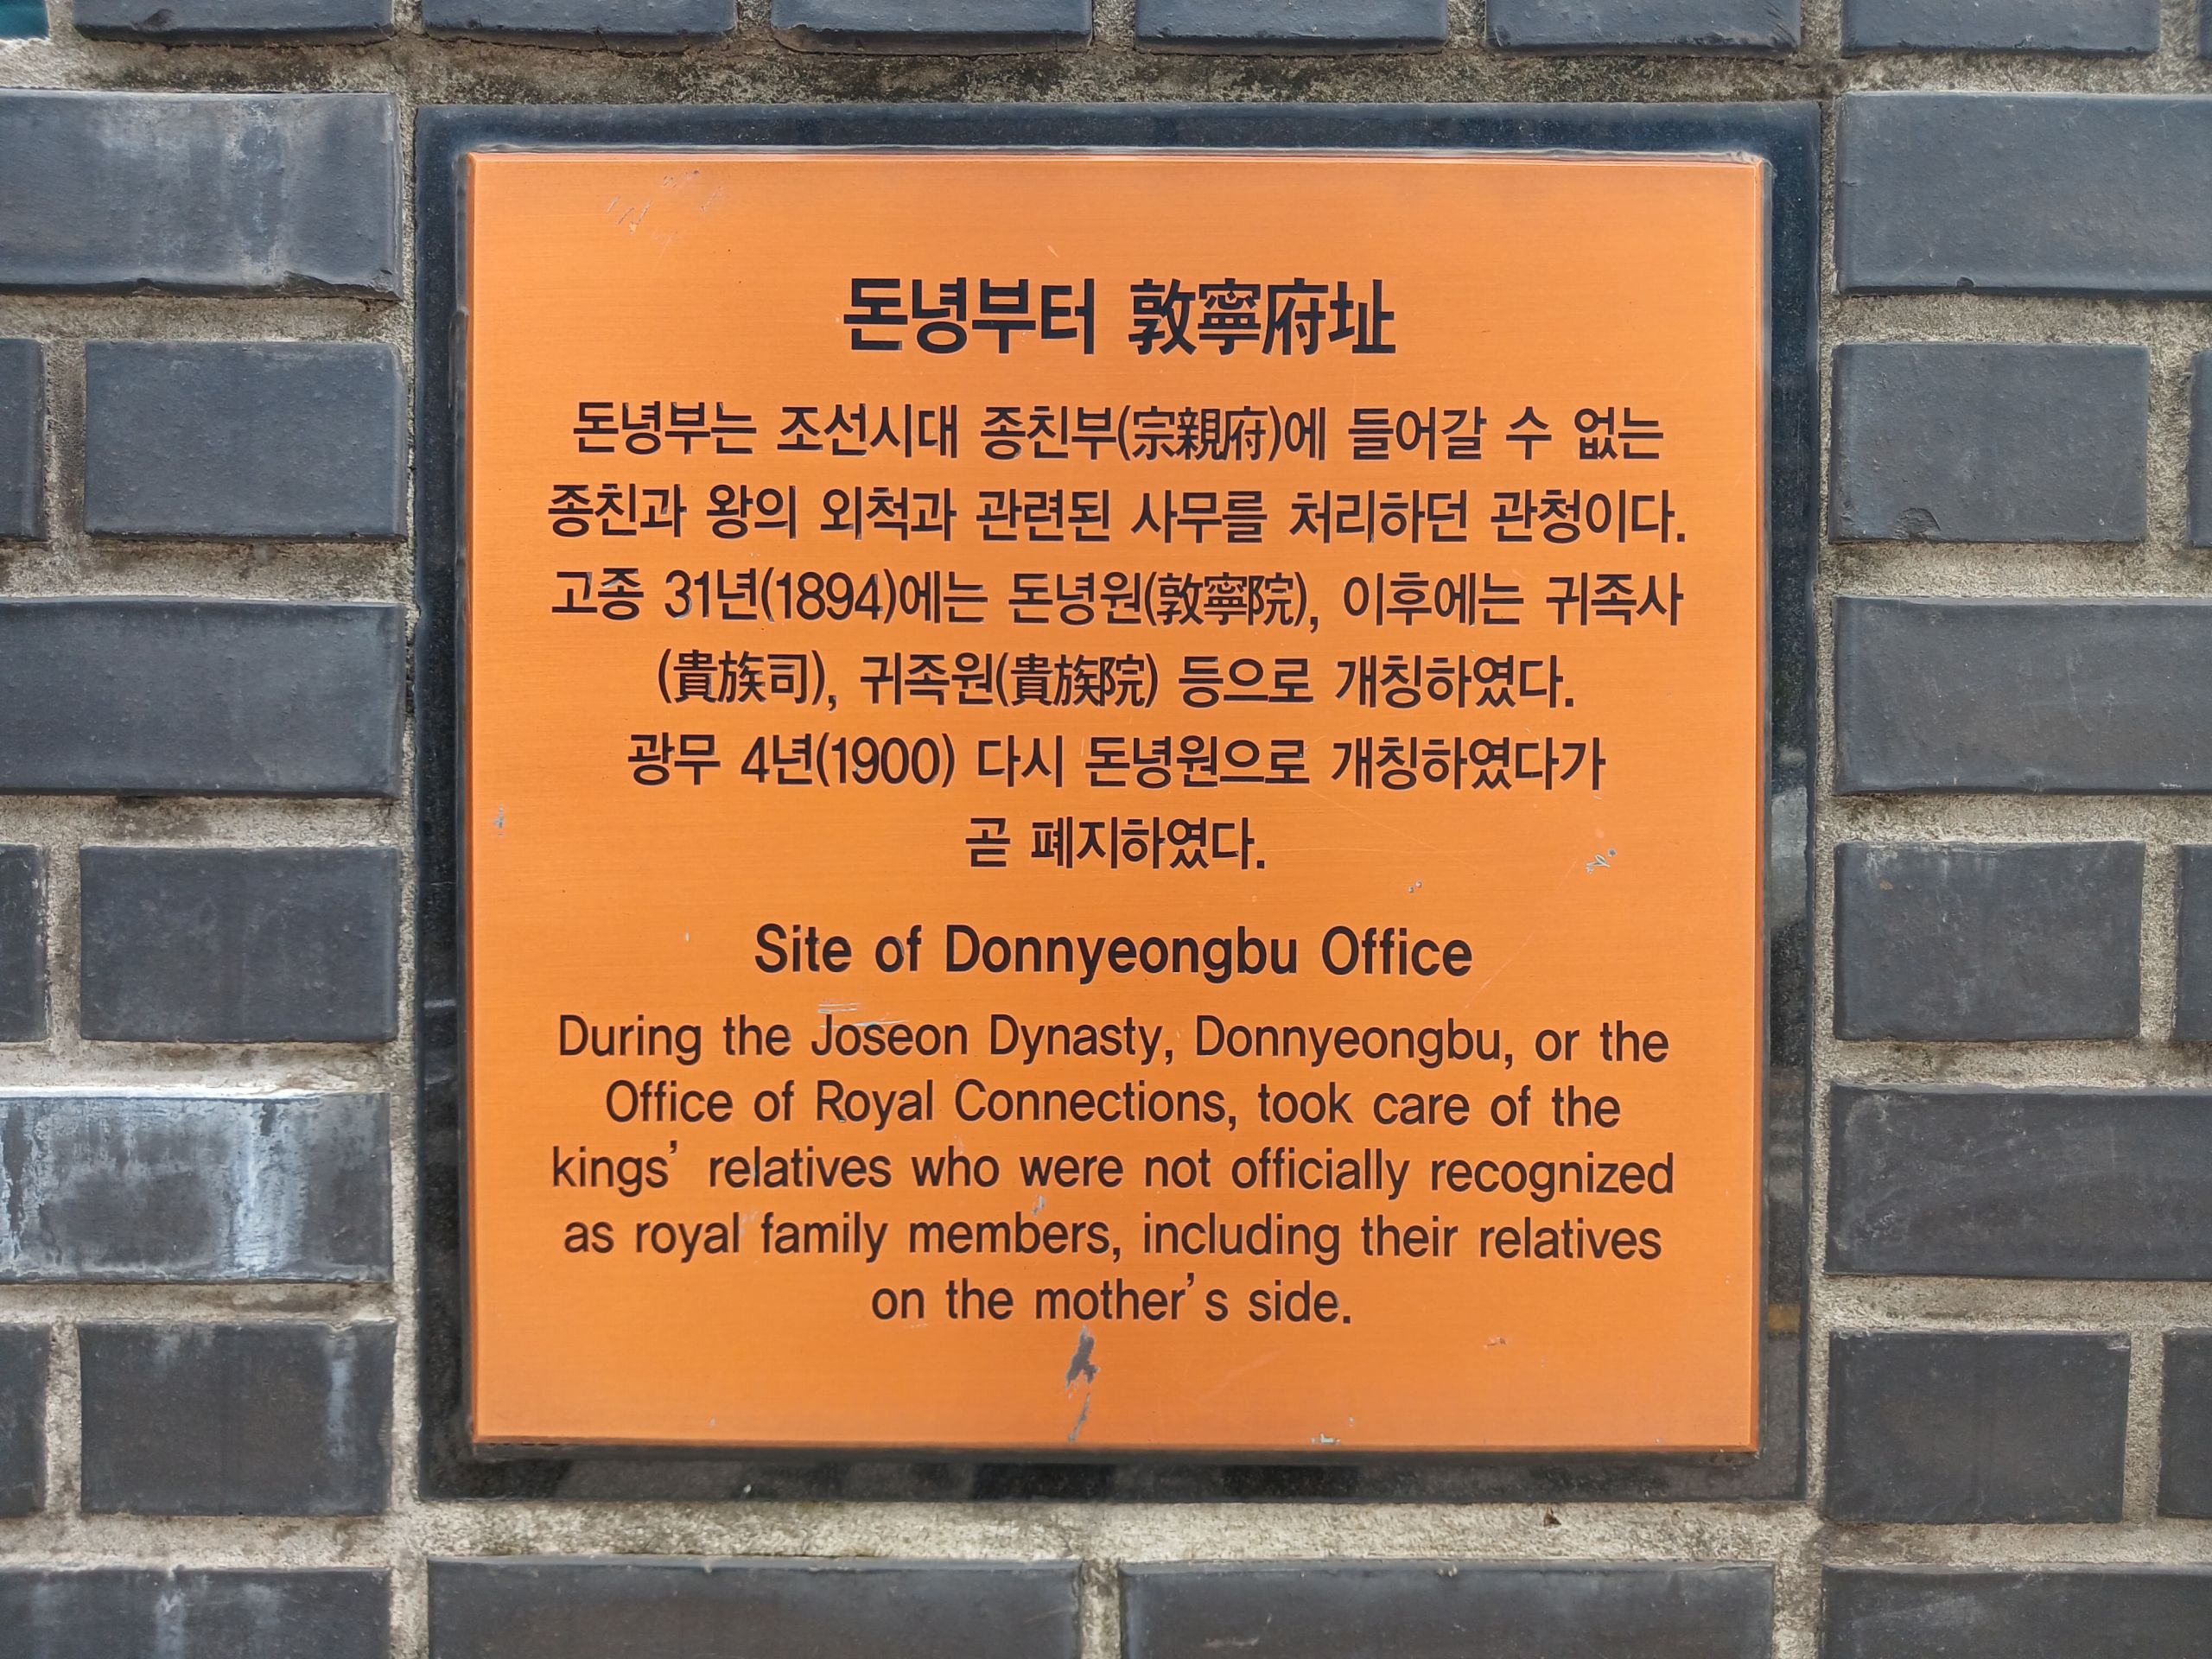 돈녕부터 敦寧府址
돈녕부는 조선시대 종친부(宗親府)에 들어갈 수 없는
종친과 왕의 외척과 관련된 사무를 처리하던 관청이다.
고종 31년(1894)에는 돈녕원(敦寧院), 이후에는 귀족사
(貴族司), 귀족원(貴族院) 등으로 개칭하였다.
광무 4년(1900) 다시 돈녕원으로 개칭하였다가
곧 폐지하였다.
Site of Donnyeongbu Office
During the Joseon Dynasty, Donnyeongbu, or the
Office of Royal Connections, took care of the
kings' relatives who were not officially recognized
as royal family members, including their relatives
on the mother's side.